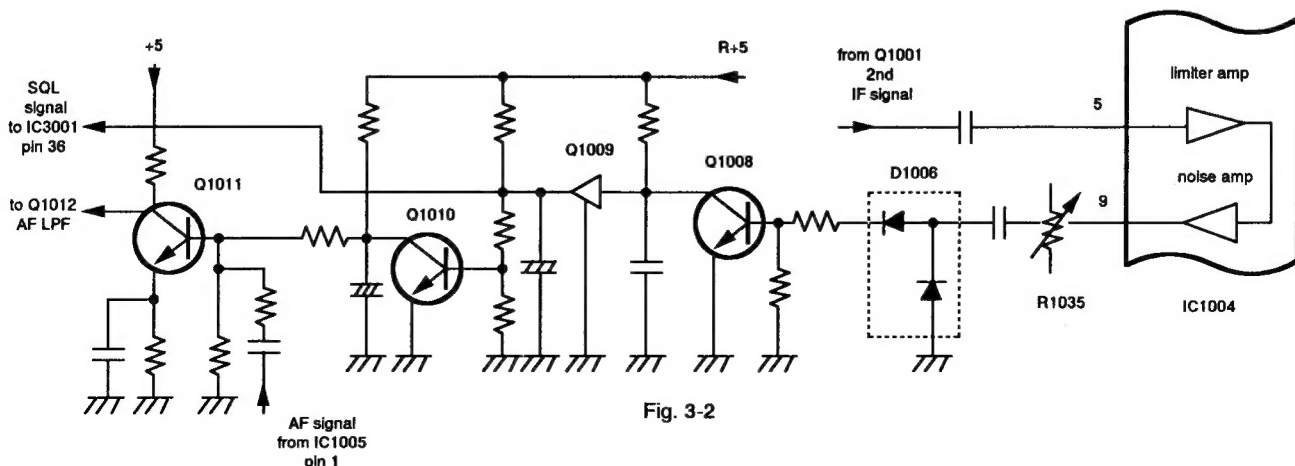 +5
R+5
SQL
signal
to IC3001
pin 36
from Q1001
2nd
IF signal
limiter amp
5
Q1011
Q1009
Q1008
D1006
noise amp
to Q1012
AF LPF
Q1010
9
R1035
IC1004
Fig. 3-2
AF signal
from IC1005
pin 1